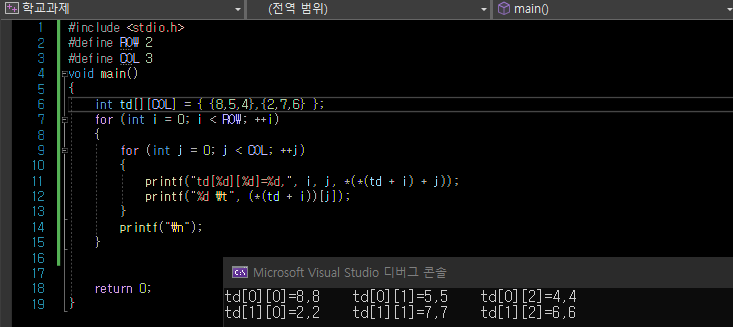 학교과제 (전역 범위) main()
1 #include <stdio.h>
2 #define ROW 2
3 #define COL 3
4 void main()
5 {
6 int td[][COL] = { {8,5,4},{2,7,6} };
7 for (int i = 0; i < ROW; ++i)
8 {
9 for (int j = 0; j < COL; ++j)
10 {
11 printf("td[%d][%d]=%d,", i, j, *(*(td + i) + j));
12 printf("%d ₩t", (*(td + i))[j]);
13 }
14 printf("₩n");
15 }
16
17
18 return 0;
19 }
Microsoft Visual Studio 디버그 콘솔
td[0][0]=8,8 td[0][1]=5,5 td[0][2]=4,4
td[1][0]=2,2 td[1][1]=7,7 td[1][2]=6,6